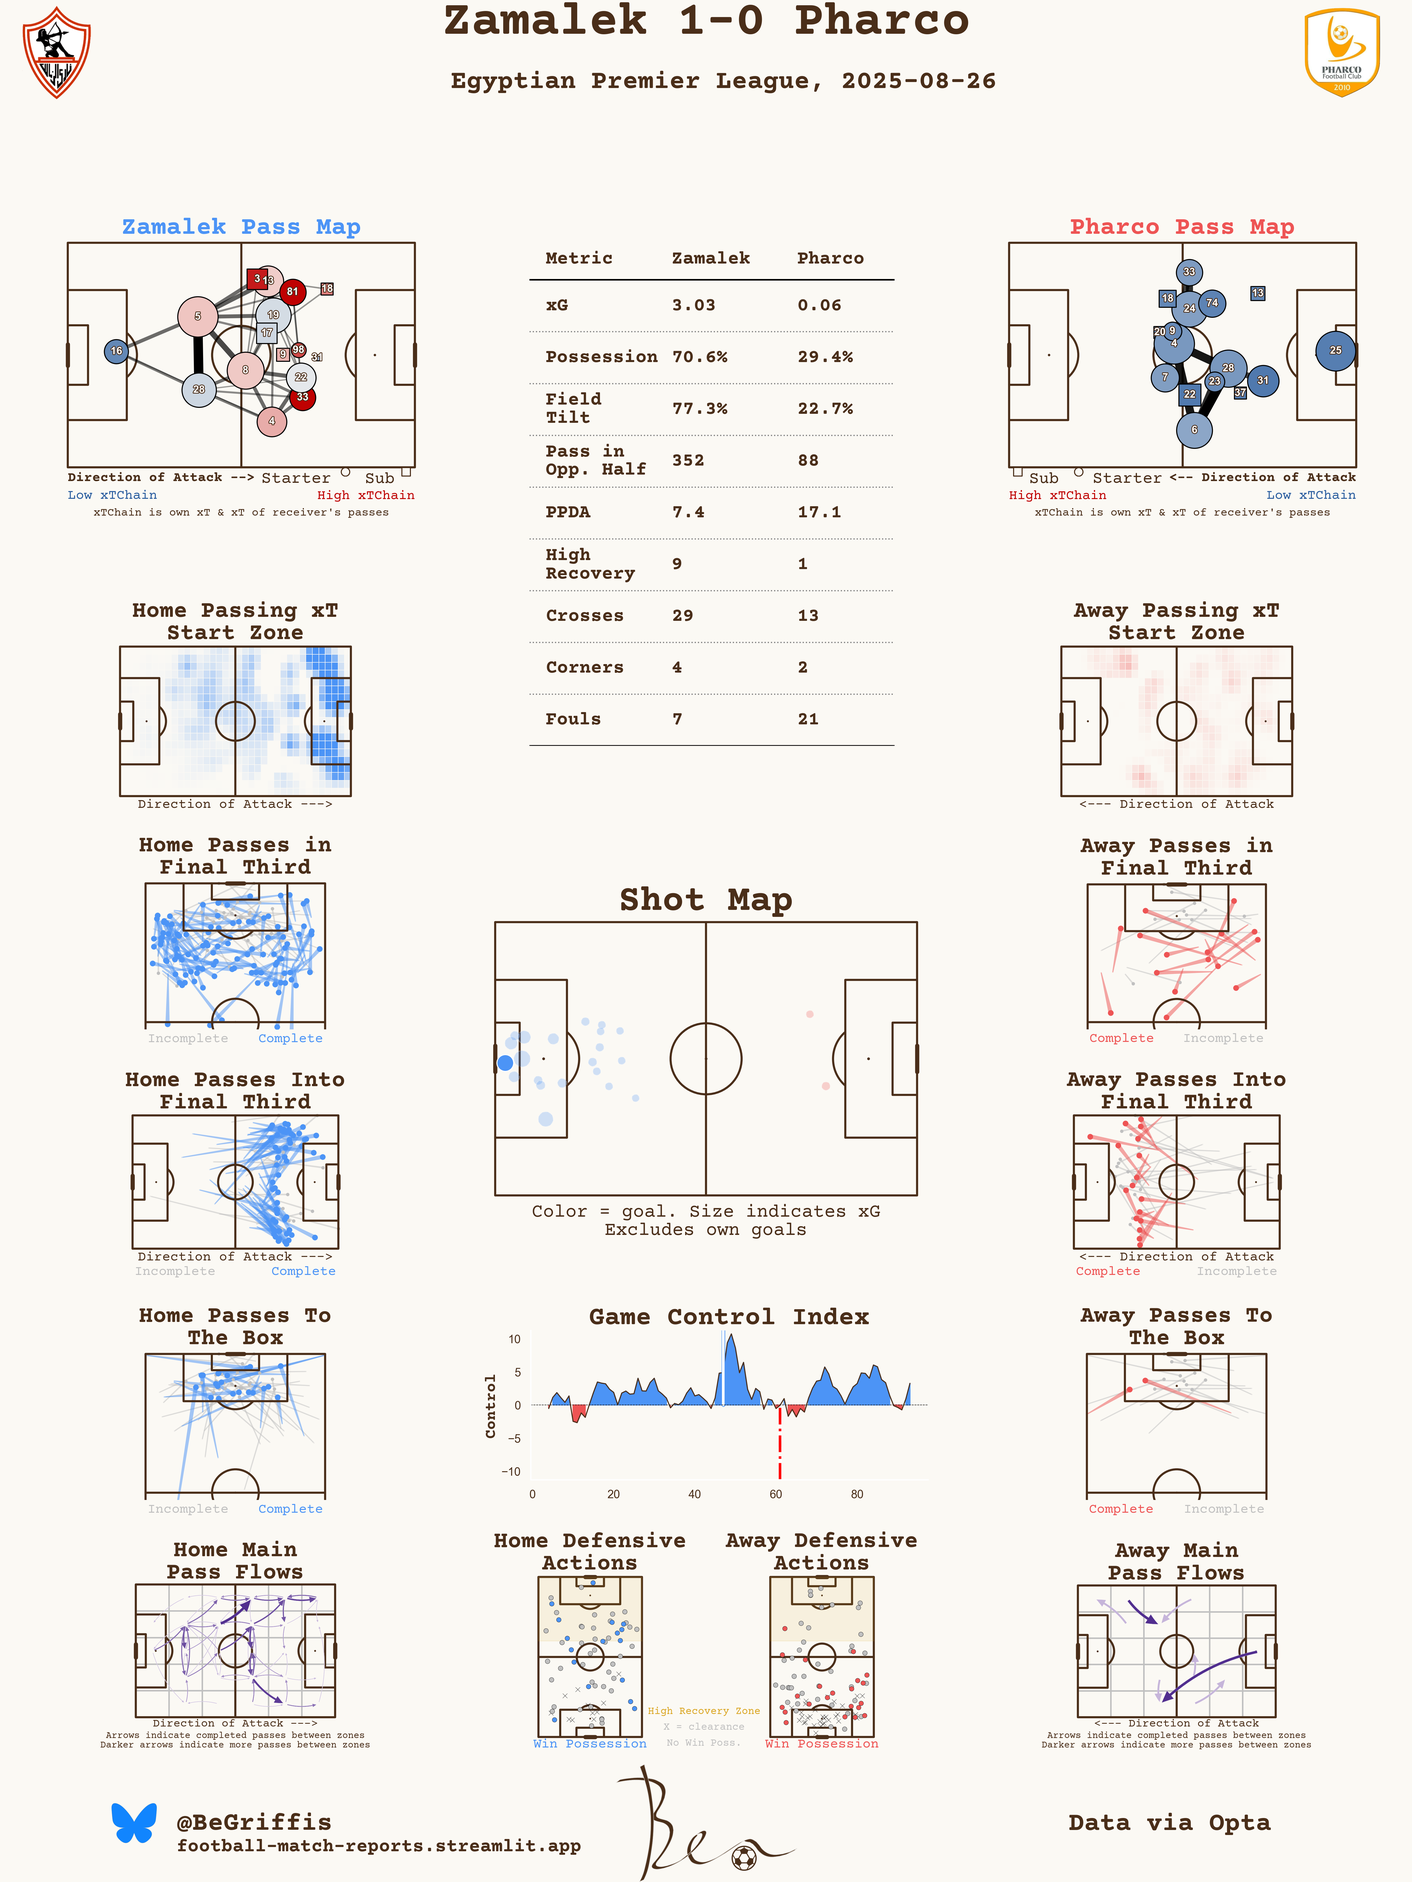 Zamalek 1-0 Pharco
Egyptian Premier League, 2025-08-26
PHARCO
Football Club
2010
Zamalek Pass Map
16
5
28
8
3
13
81
18
19
17
9
98
31
22
33
4
Direction of Attack --> Starter Sub
Low xTChain High xTChain
xTChain is own xT & xT of receiver's passes
Metric Zamalek Pharco
xG 3.03 0.06
Possession 70.6% 29.4%
Field
Tilt 77.3% 22.7%
Pass in
Opp. Half 352 88
PPDA 7.4 17.1
High
Recovery 9 1
Crosses 29 13
Corners 4 2
Fouls 7 21
Pharco Pass Map
33
18
24
74
13
20
9
4
7
28
23
31
22
37
6
25
Sub Starter <-- Direction of Attack
High xTChain Low xTChain
xTChain is own xT & xT of receiver's passes
Home Passing xT
Start Zone
Direction of Attack --->
Away Passing xT
Start Zone
<--- Direction of Attack
Home Passes in
Final Third
Incomplete Complete
Away Passes in
Final Third
Complete Incomplete
Shot Map
Color = goal. Size indicates xG
Excludes own goals
Home Passes Into
Final Third
Direction of Attack --->
Incomplete Complete
Away Passes Into
Final Third
<--- Direction of Attack
Complete Incomplete
Home Passes To
The Box
Incomplete Complete
Game Control Index
Control
10
5
0
−5
−10
0 20 40 60 80
Away Passes To
The Box
Complete Incomplete
Home Main
Pass Flows
Direction of Attack --->
Arrows indicate completed passes between zones
Darker arrows indicate more passes between zones
Home Defensive
Actions
Win Possession
Away Defensive
Actions
Win Possession
High Recovery Zone
X = clearance
No Win Poss.
Away Main
Pass Flows
<--- Direction of Attack
Arrows indicate completed passes between zones
Darker arrows indicate more passes between zones
@BeGriffis
football-match-reports.streamlit.app
Ben
Data via Opta